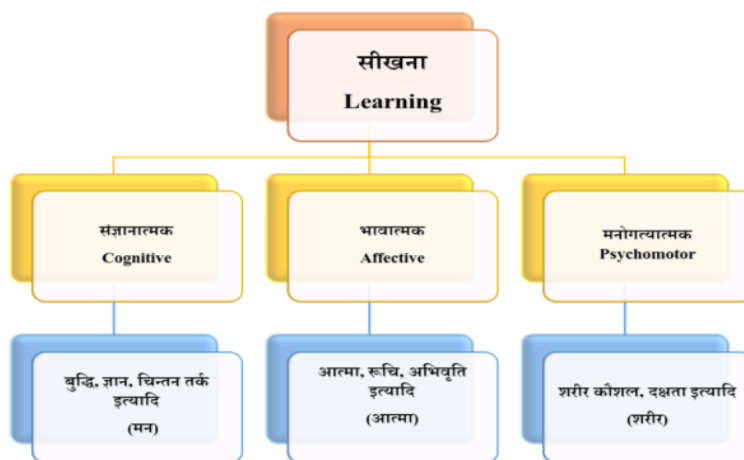 सीखना
Learning
संज्ञानात्मक
Cognitive
भावात्मक
Affective
मनोगत्यात्मक
Psychomotor
बुद्धि, ज्ञान, चिन्तन तर्क
इत्यादि
(मन)
आत्मा, रूचि, अभिवृति
इत्यादि
(आत्मा)
शरीर कौशल, दक्षता इत्यादि
(शरीर)